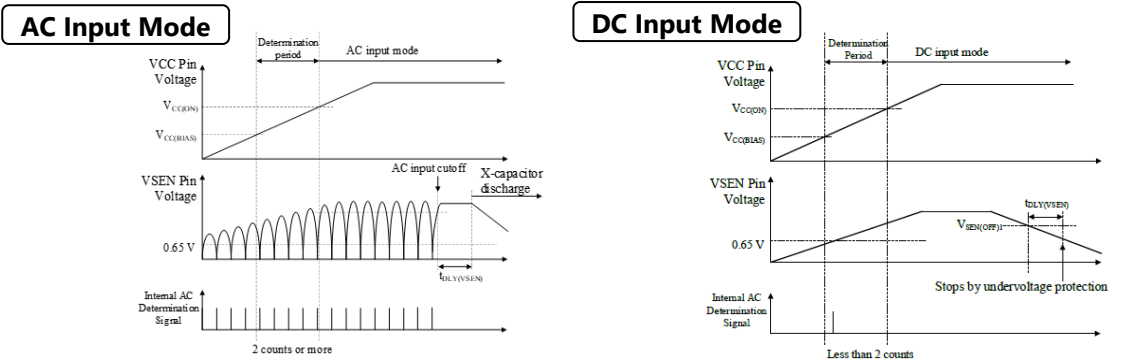 AC Input Mode
Determination
period
AC input mode
VCC Pin
Voltage
VCC(ON)
VCC(BIAS)
AC input cutoff
X-capacitor
discharge
VSEN Pin
Voltage
0.65 V
tDLY(VSEN)
Internal AC
Determination
Signal
2 counts or more
DC Input Mode
Determination
Period
DC input mode
VCC Pin
Voltage
VCC(ON)
VCC(BIAS)
VSEN Pin
Voltage
tDLY(VSEN)
VSEN(OFF)1
0.65 V
Stops by undervoltage protection
Internal AC
Determination
Signal
Less than 2 counts